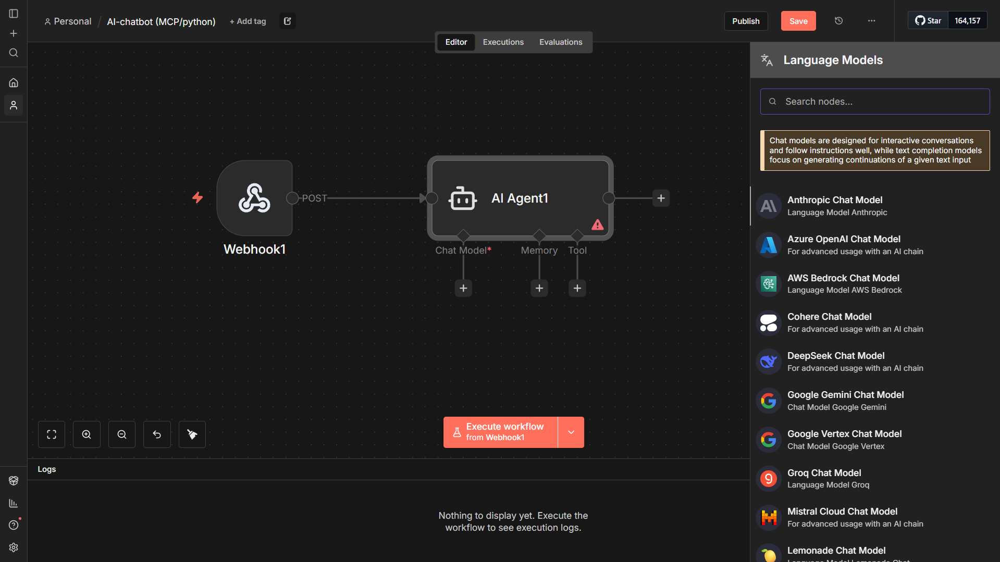 Personal / AI-chatbot (MCP/python) + Add tag
Publish
Save
Star 164,157
Editor Executions Evaluations
POST
Webhook1
AI Agent1
Chat Model* Memory Tool
Execute workflow
from Webhook1
Logs
Nothing to display yet. Execute the
workflow to see execution logs.
Language Models
Search nodes...
Chat models are designed for interactive conversations
and follow instructions well, while text completion models
focus on generating continuations of a given text input
Anthropic Chat Model
Language Model Anthropic
Azure OpenAI Chat Model
For advanced usage with an AI chain
AWS Bedrock Chat Model
Language Model AWS Bedrock
Cohere Chat Model
For advanced usage with an AI chain
DeepSeek Chat Model
For advanced usage with an AI chain
Google Gemini Chat Model
Chat Model Google Gemini
Google Vertex Chat Model
Chat Model Google Vertex
Groq Chat Model
Language Model Groq
Mistral Cloud Chat Model
For advanced usage with an AI chain
Lemonade Chat Model
Language Model Lemonade Chat